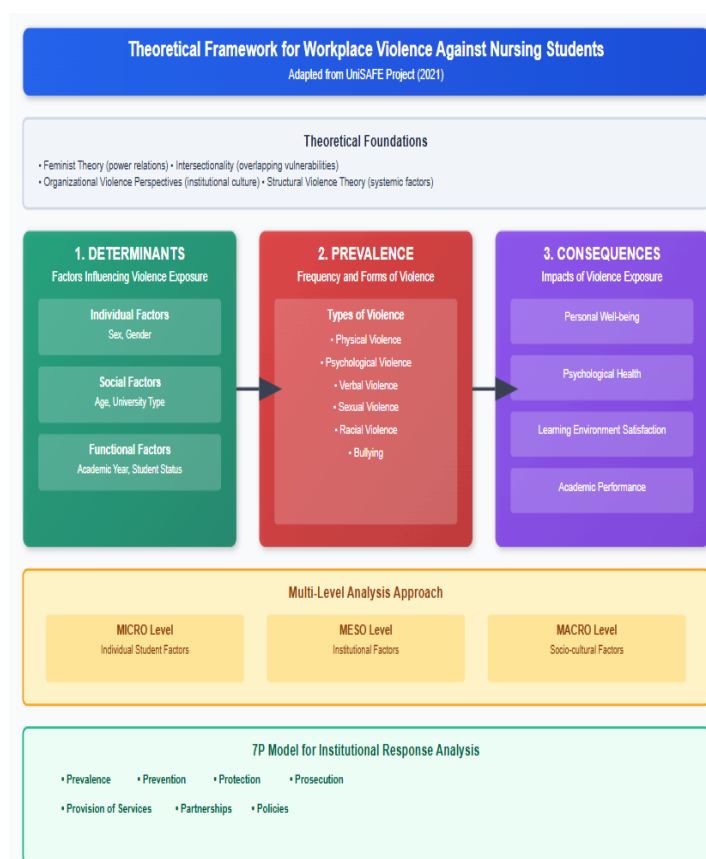 Theoretical Framework for Workplace Violence Against Nursing Students
Adapted from UniSAFE Project (2021)
Theoretical Foundations
• Feminist Theory (power relations) • Intersectionality (overlapping vulnerabilities)
• Organizational Violence Perspectives (institutional culture) • Structural Violence Theory (systemic factors)
1. DETERMINANTS
Factors Influencing Violence Exposure
Individual Factors
Sex, Gender
Social Factors
Age, University Type
Functional Factors
Academic Year, Student Status
2. PREVALENCE
Frequency and Forms of Violence
Types of Violence
• Physical Violence
• Psychological Violence
• Verbal Violence
• Sexual Violence
• Racial Violence
• Bullying
3. CONSEQUENCES
Impacts of Violence Exposure
Personal Well-being
Psychological Health
Learning Environment Satisfaction
Academic Performance
Multi-Level Analysis Approach
MICRO Level
Individual Student Factors
MESO Level
Institutional Factors
MACRO Level
Socio-cultural Factors
7P Model for Institutional Response Analysis
• Prevalence • Prevention • Protection • Prosecution
• Provision of Services • Partnerships • Policies